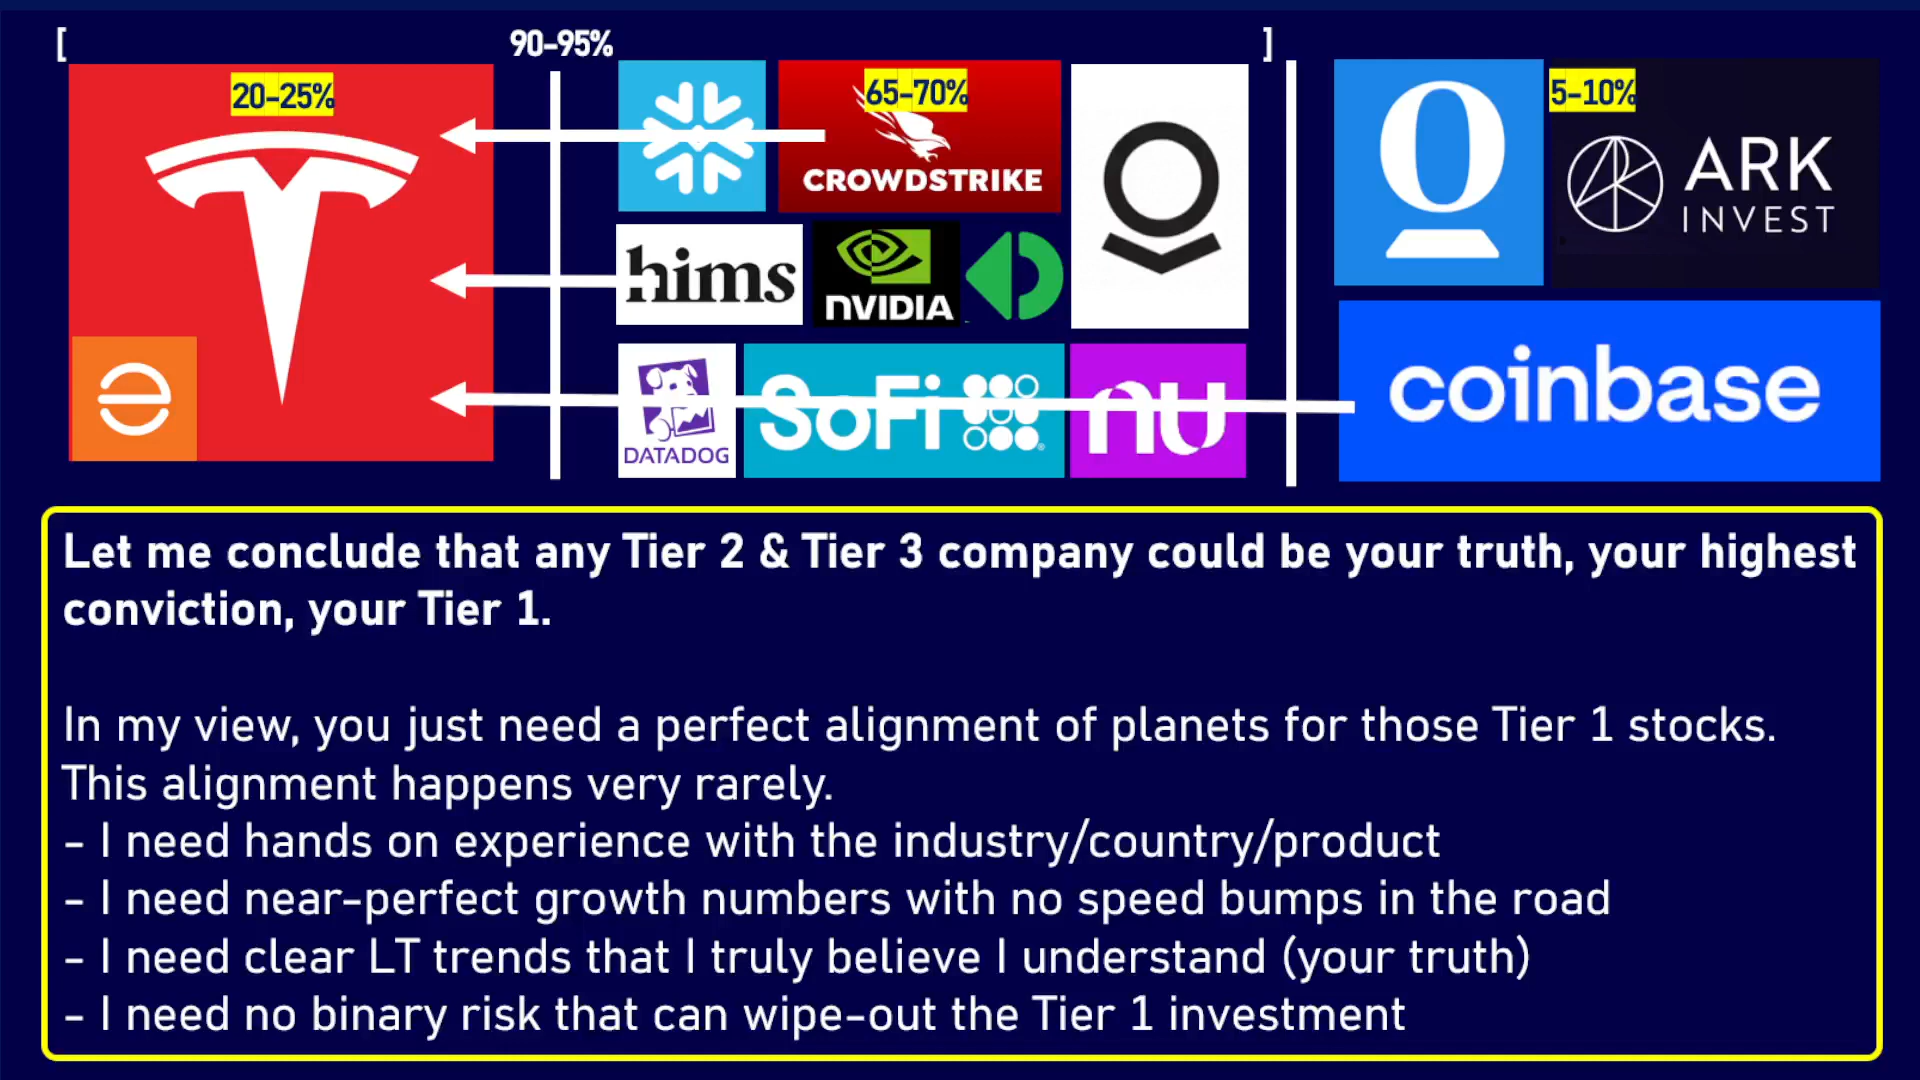 [ 90-95% ]
20-25%
65-70%
5-10%
CROWDSTRIKE
ARK
INVEST
hims
NVIDIA
DATADOG
SoFi
nu
coinbase
Let me conclude that any Tier 2 & Tier 3 company could be your truth, your highest
conviction, your Tier 1.
In my view, you just need a perfect alignment of planets for those Tier 1 stocks.
This alignment happens very rarely.
- I need hands on experience with the industry/country/product
- I need near-perfect growth numbers with no speed bumps in the road
- I need clear LT trends that I truly believe I understand (your truth)
- I need no binary risk that can wipe-out the Tier 1 investment